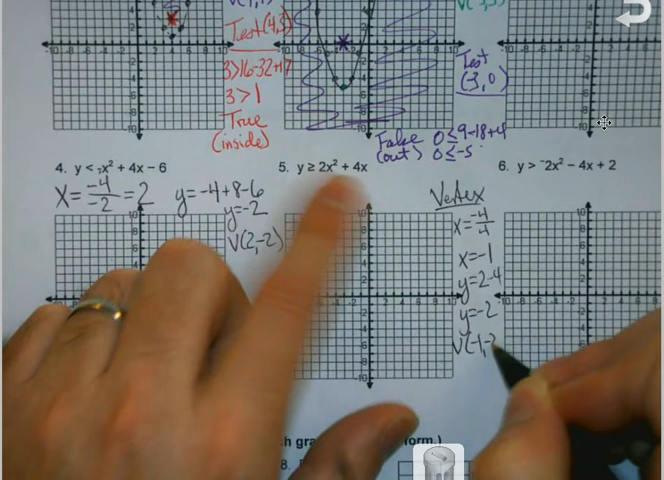 Test(4,3)
3>16-32+17
3>1
True
(inside)
Test
(-3,0)
False 0≤9-18+4
(out) 0≤-5
4. y < -x² + 4x − 6
X = -4/-2 = 2 y=-4+8-6
y=-2
V(2,-2)
5. y ≥ 2x² + 4x
Vertex
x=-4/4
x=-1
y=2-4
y=-2
V(-1,-2
6. y > -2x² − 4x + 2
form.)
8.